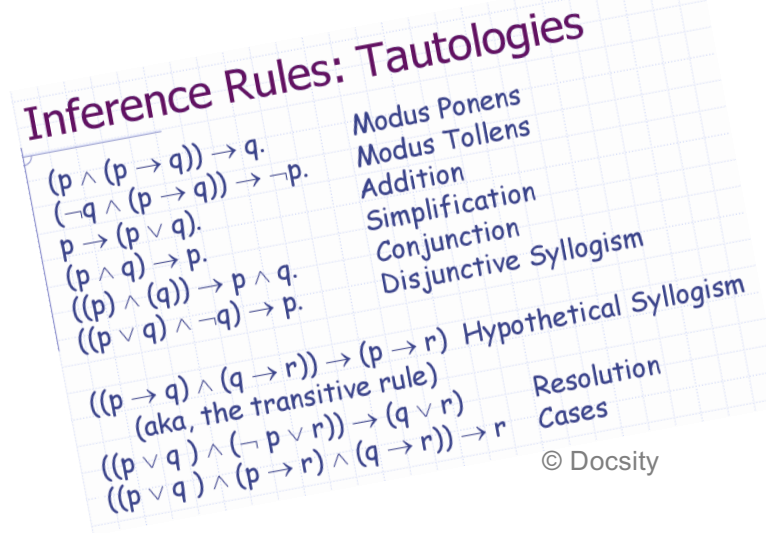 Inference Rules: Tautologies
(p ∧ (p → q)) → q. Modus Ponens
(¬q ∧ (p → q)) → ¬p. Modus Tollens
p → (p ∨ q). Addition
(p ∧ q) → p. Simplification
((p) ∧ (q)) → p ∧ q. Conjunction
((p ∨ q) ∧ ¬q) → p. Disjunctive Syllogism
((p → q) ∧ (q → r)) → (p → r) Hypothetical Syllogism
(aka, the transitive rule)
((p ∨ q ) ∧ (¬ p ∨ r)) → (q ∨ r) Resolution
((p ∨ q ) ∧ (p → r) ∧ (q → r)) → r Cases
© Docsity